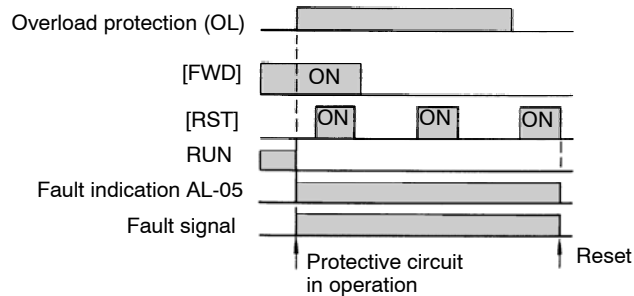 Overload protection (OL)
[FWD]
ON
[RST]
ON ON ON
RUN
Fault indication AL-05
Fault signal
Protective circuit
in operation
Reset